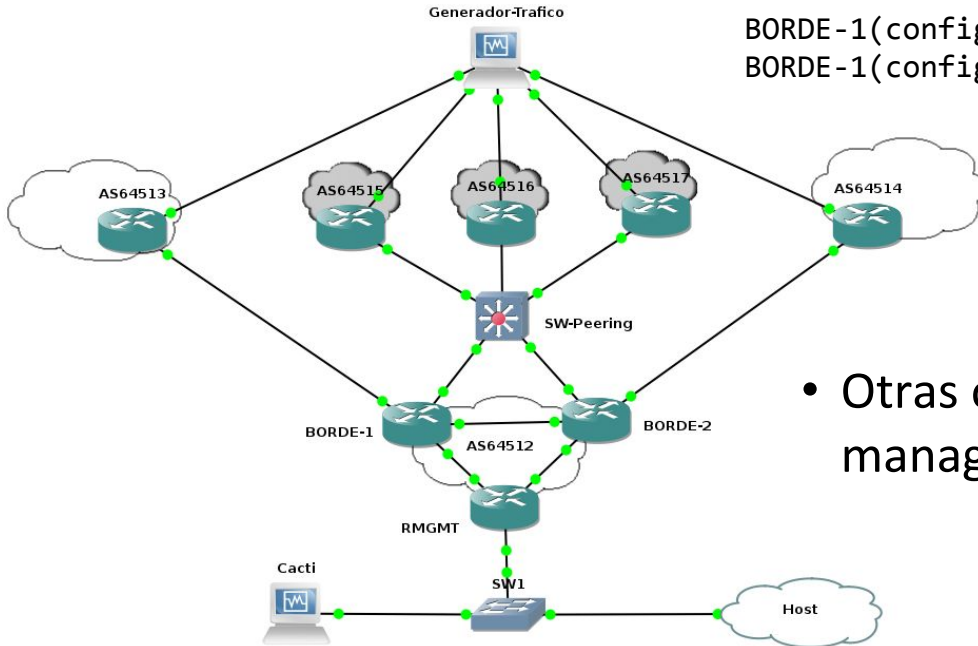 Generador-Trafico
BORDE-1(config
BORDE-1(config
AS64513
AS64515
AS64516
AS64517
AS64514
SW-Peering
• Otras
manag
BORDE-1
BORDE-2
AS64512
RMGMT
Cacti
SW1
Host